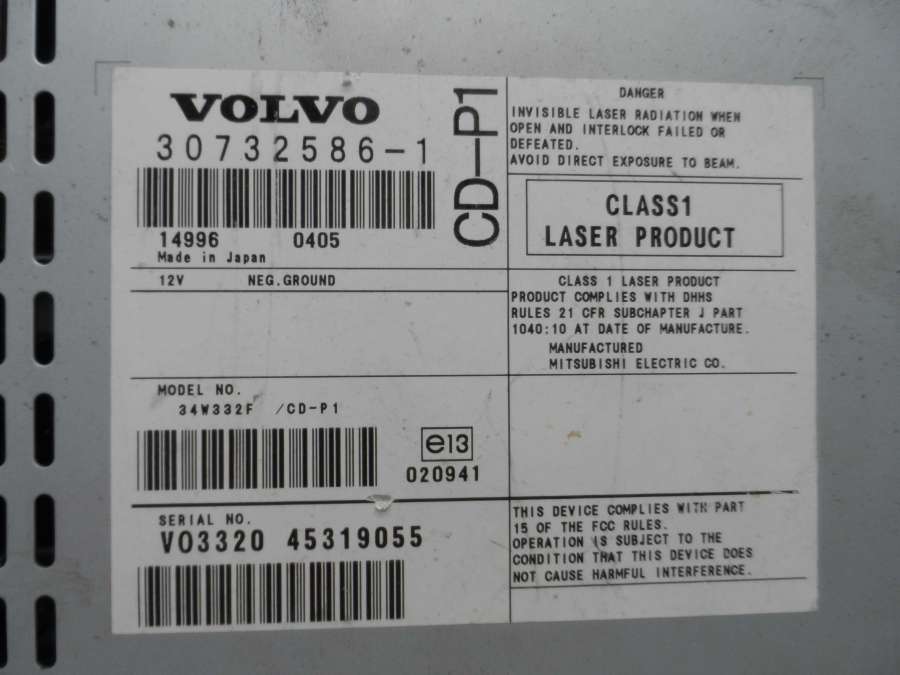 VOLVO
30732586-1
14996 0405
Made in Japan
CD-P1
12V NEG.GROUND
MODEL NO.
34W332F /CD-P1
e13
020941
SERIAL NO.
VO3320 45319055
DANGER
INVISIBLE LASER RADIATION WHEN
OPEN AND INTERLOCK FAILED OR
DEFEATED.
AVOID DIRECT EXPOSURE TO BEAM.
CLASS1
LASER PRODUCT
CLASS 1 LASER PRODUCT
PRODUCT COMPLIES WITH DHHS
RULES 21 CFR SUBCHAPTER J PART
1040:10 AT DATE OF MANUFACTURE.
MANUFACTURED
MITSUBISHI ELECTRIC CO.
THIS DEVICE COMPLIES WITH PART
15 OF THE FCC RULES.
OPERATION IS SUBJECT TO THE
CONDITION THAT THIS DEVICE DOES
NOT CAUSE HARMFUL INTERFERENCE.